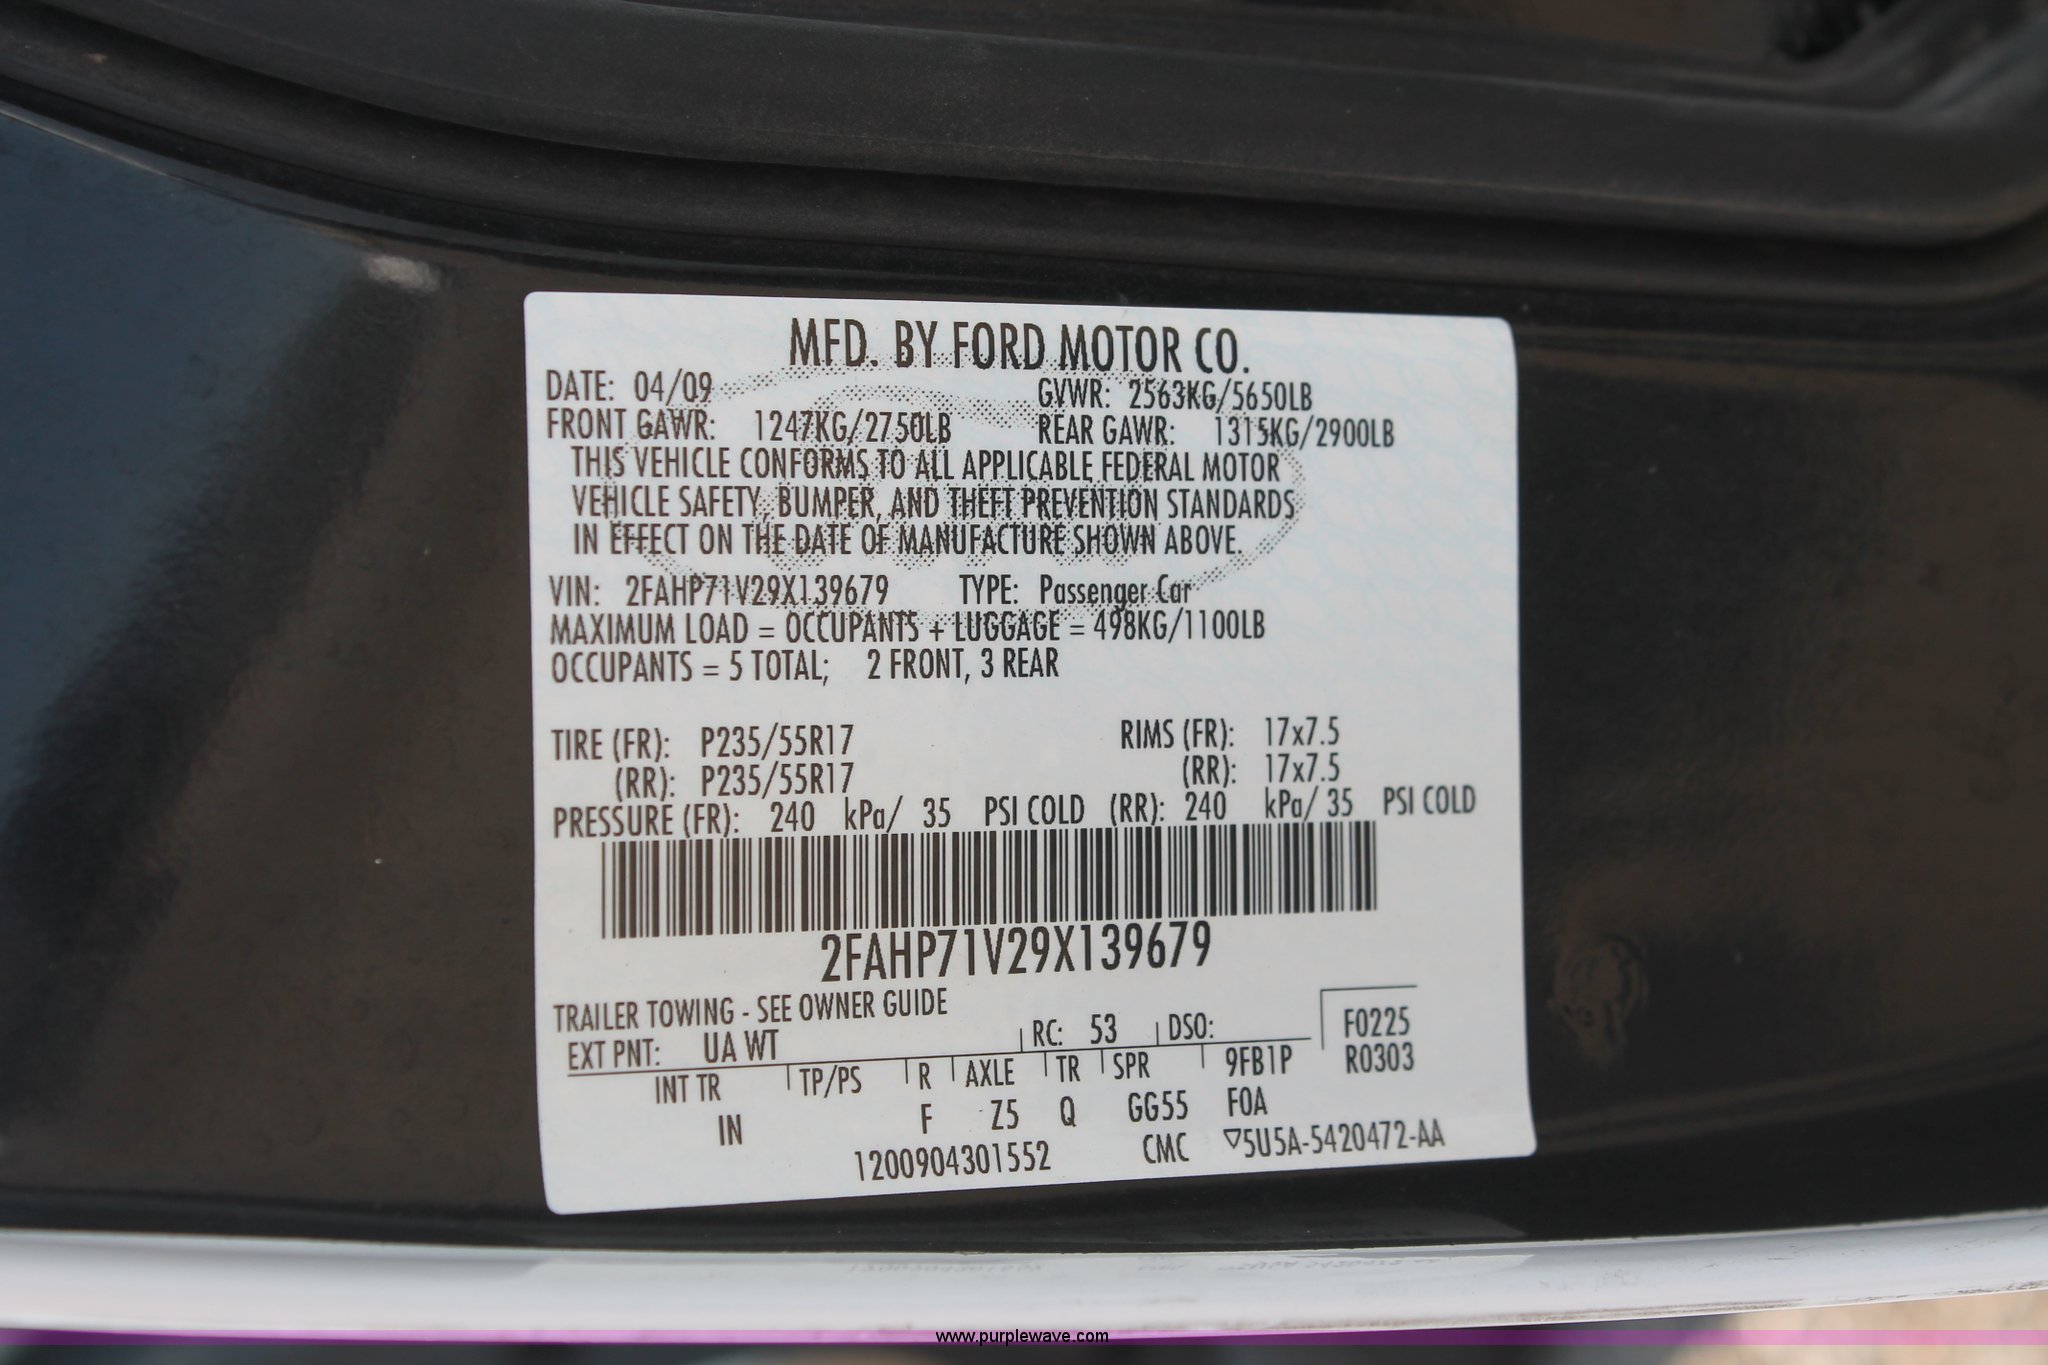 MFD. BY FORD MOTOR CO.
DATE: 04/09 GVWR: 2563KG/5650LB
FRONT GAWR: 1247KG/2750LB REAR GAWR: 1315KG/2900LB
THIS VEHICLE CONFORMS TO ALL APPLICABLE FEDERAL MOTOR
VEHICLE SAFETY, BUMPER, AND THEFT PREVENTION STANDARDS
IN EFFECT ON THE DATE OF MANUFACTURE SHOWN ABOVE.
VIN: 2FAHP71V29X139679 TYPE: Passenger Car
MAXIMUM LOAD = OCCUPANTS + LUGGAGE = 498KG/1100LB
OCCUPANTS = 5 TOTAL; 2 FRONT, 3 REAR
TIRE (FR): P235/55R17 RIMS (FR): 17x7.5
(RR): P235/55R17 (RR): 17x7.5
PRESSURE (FR): 240 kPa/ 35 PSI COLD (RR): 240 kPa/ 35 PSI COLD
2FAHP71V29X139679
TRAILER TOWING - SEE OWNER GUIDE
EXT PNT: UA WT RC: 53 DSO: F0225
INT TR TP/PS R AXLE TR SPR 9FB1P R0303
IN F Z5 Q GG55 F0A
1200904301552 CMC ▽5U5A-5420472-AA
www.purplewave.com